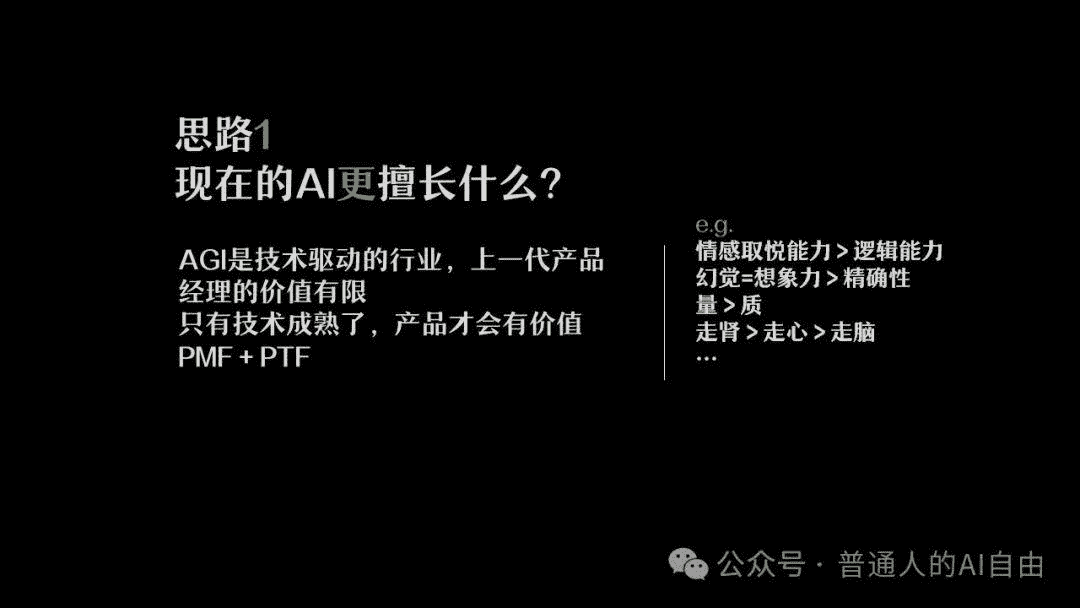 思路1
现在的AI更擅长什么?
AGI是技术驱动的行业，上一代产品
经理的价值有限
只有技术成熟了，产品才会有价值
PMF + PTF
e.g.
情感取悦能力 > 逻辑能力
幻觉=想象力 > 精确性
量 > 质
走肾 > 走心 > 走脑
...
公众号 · 普通人的AI自由